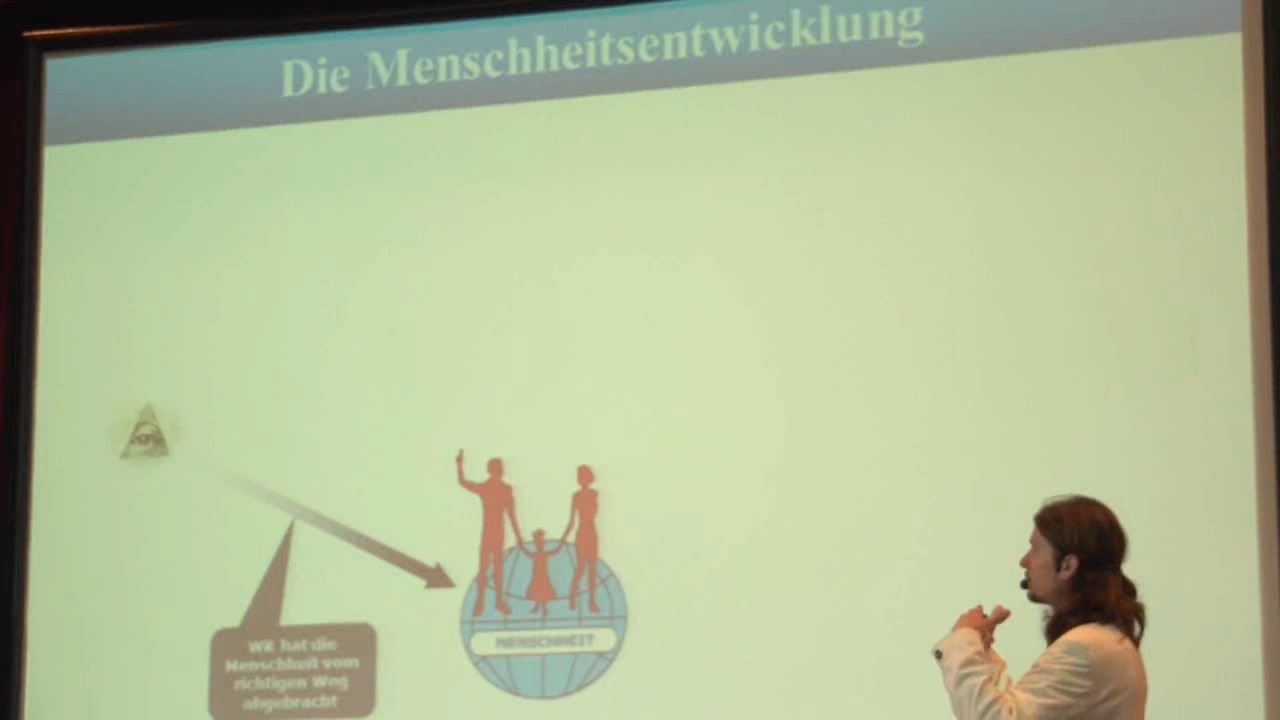 Die Menschheitsentwicklung
MENSCHHEIT
WR hat die
Menschheit vom
richtigen Weg
abgebracht